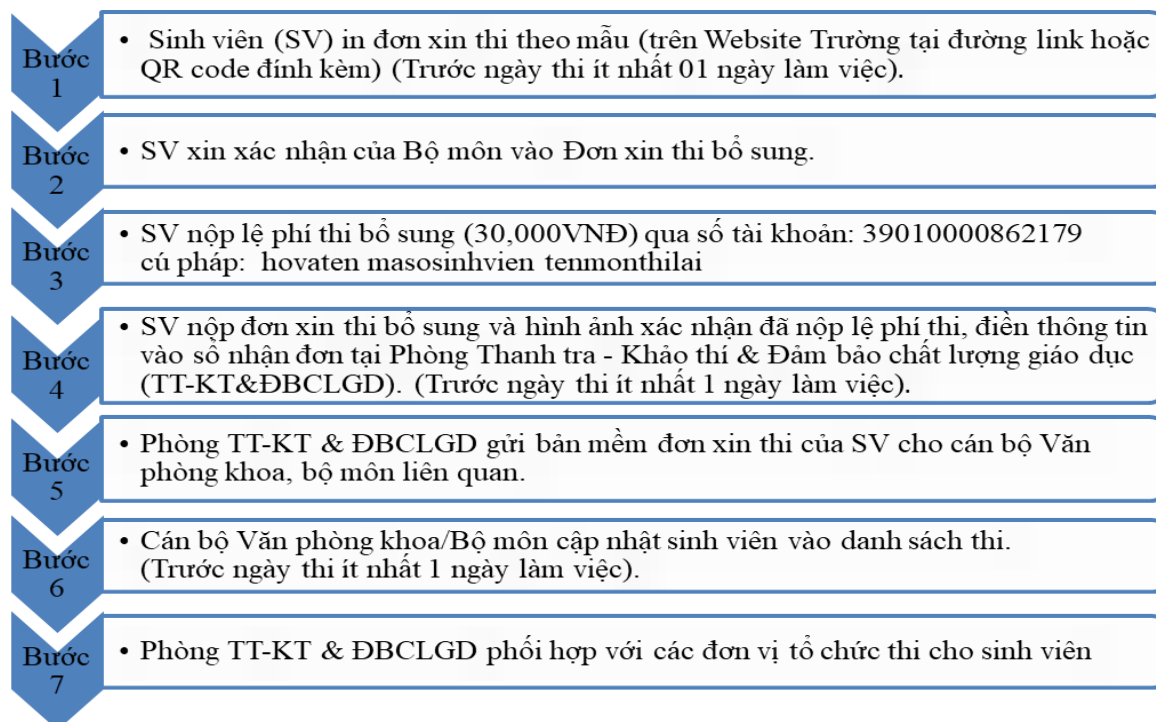 Bước
1
• Sinh viên (SV) in đơn xin thi theo mẫu (trên Website Trường tại đường link hoặc
QR code đính kèm) (Trước ngày thi ít nhất 01 ngày làm việc).
Bước
2
• SV xin xác nhận của Bộ môn vào Đơn xin thi bổ sung.
Bước
3
• SV nộp lệ phí thi bổ sung (30,000VNĐ) qua số tài khoản: 39010000862179
cú pháp: hovaten masosinhvien tenmonthilai
Bước
4
• SV nộp đơn xin thi bổ sung và hình ảnh xác nhận đã nộp lệ phí thi, điền thông tin
vào sổ nhận đơn tại Phòng Thanh tra - Khảo thí & Đảm bảo chất lượng giáo dục
(TT-KT&ĐBCLGD). (Trước ngày thi ít nhất 1 ngày làm việc).
Bước
5
• Phòng TT-KT & ĐBCLGD gửi bản mềm đơn xin thi của SV cho cán bộ Văn
phòng khoa, bộ môn liên quan.
Bước
6
• Cán bộ Văn phòng khoa/Bộ môn cập nhật sinh viên vào danh sách thi.
(Trước ngày thi ít nhất 1 ngày làm việc).
Bước
7
• Phòng TT-KT & ĐBCLGD phối hợp với các đơn vị tổ chức thi cho sinh viên